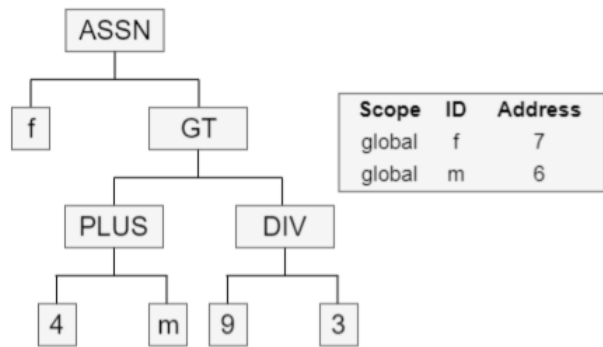 ASSN
f GT
Scope ID Address
global f 7
global m 6
PLUS DIV
4 m 9 3